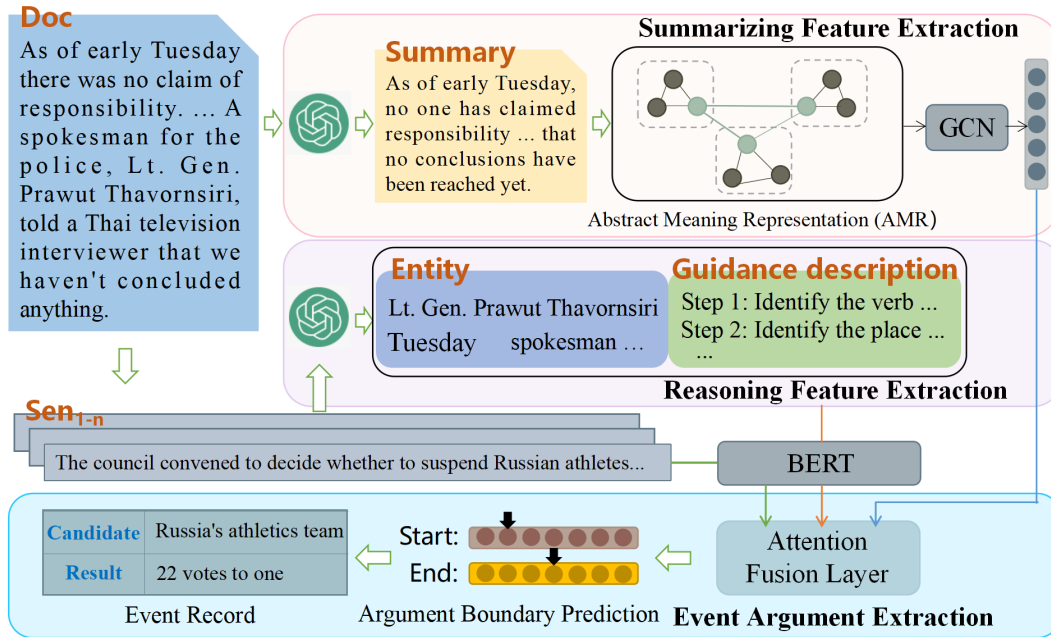 Doc
As of early Tuesday
there was no claim of
responsibility. ... A
spokesman for the
police, Lt. Gen.
Prawut Thavornsiri,
told a Thai television
interviewer that we
haven't concluded
anything.
Summarizing Feature Extraction
Summary
As of early Tuesday,
no one has claimed
responsibility ... that
no conclusions have
been reached yet.
Abstract Meaning Representation (AMR)
GCN
Entity
Lt. Gen. Prawut Thavornsiri
Tuesday spokesman ...
Guidance description
Step 1: Identify the verb ...
Step 2: Identify the place ...
...
Reasoning Feature Extraction
Sen1-n
The council convened to decide whether to suspend Russian athletes...
BERT
Candidate Russia's athletics team
Result 22 votes to one
Event Record
Start:
End:
Argument Boundary Prediction
Attention
Fusion Layer
Event Argument Extraction